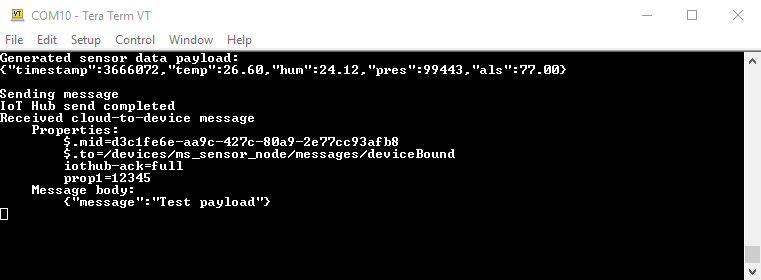 COM10 - Tera Term VT
File Edit Setup Control Window Help
Generated sensor data payload:
{"timestamp":3666072,"temp":26.60,"hum":24.12,"pres":99443,"als":77.00}
Sending message
IoT Hub send completed
Received cloud-to-device message
Properties:
$.mid=d3c1fe6e-aa9c-427c-80a9-2e77cc93afb8
$.to=/devices/ms_sensor_node/messages/deviceBound
iothub-ack=full
prop1=12345
Message body:
{"message":"Test payload"}